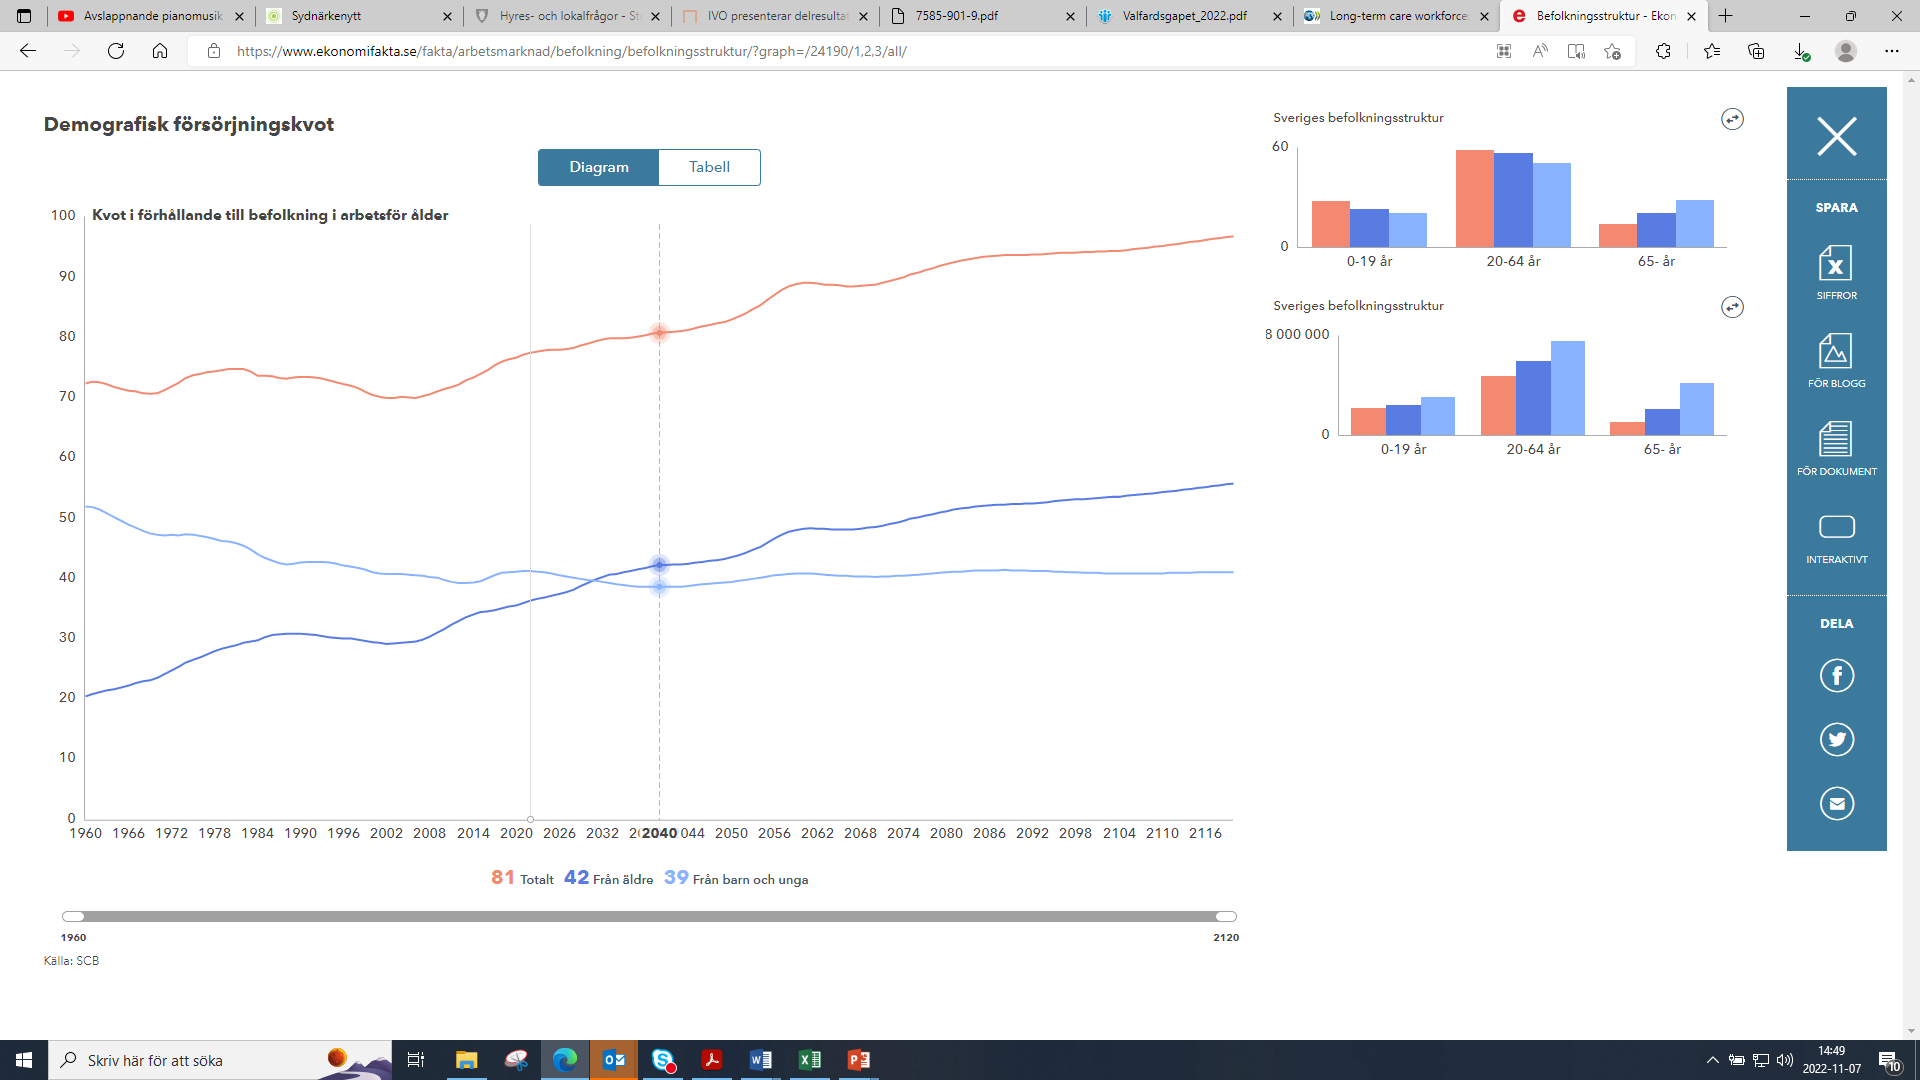 Avslappnande pianomusik
Sydnärkenytt
Hyres- och lokalfrågor - St
IVO presenterar delresultat
7585-901-9.pdf
Valfardsgapet_2022.pdf
Long-term care workforce
Befolkningsstruktur - Ekon
https://www.ekonomifakta.se/fakta/arbetsmarknad/befolkning/befolkningsstruktur/?graph=/24190/1,2,3/all/
Demografisk försörjningskvot
Diagram Tabell
Kvot i förhållande till befolkning i arbetsför ålder
100
90
80
70
60
50
40
30
20
10
0
1960 1966 1972 1978 1984 1990 1996 2002 2008 2014 2020 2026 2032 2040 044 2050 2056 2062 2068 2074 2080 2086 2092 2098 2104 2110 2116
81 Totalt 42 Från äldre 39 Från barn och unga
1960 2120
Källa: SCB
Sveriges befolkningsstruktur
60
0
0-19 år 20-64 år 65- år
Sveriges befolkningsstruktur
8 000 000
0
0-19 år 20-64 år 65- år
SPARA
X
SIFFROR
FÖR BLOGG
FÖR DOKUMENT
INTERAKTIVT
DELA
Skriv här för att söka
14:49
2022-11-07
10